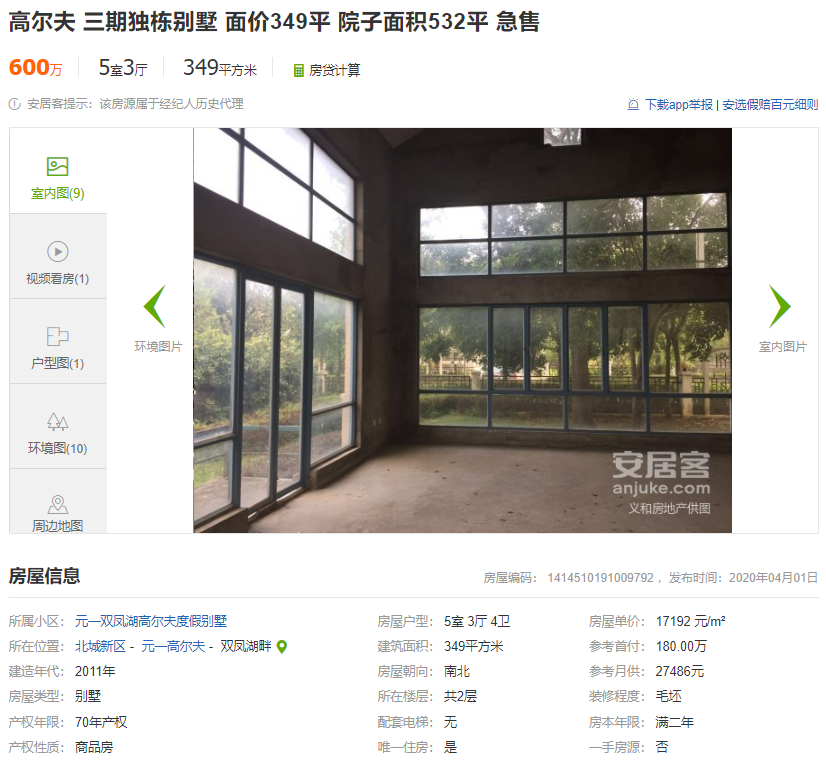 高尔夫 三期独栋别墅 面价349平 院子面积532平 急售
600万 5室3厅 349平方米 房贷计算
安居客提示：该房源属于经纪人历史代理 下载app举报 | 安选假赔百元细则
室内图(9)
视频看房(1)
户型图(1)
环境图(10)
周边地图
环境图片
室内图片
安居客
anjuke.com
义和房地产供图
房屋信息 房屋编码： 1414510191009792 ，发布时间：2020年04月01日
所属小区： 元一双凤湖高尔夫度假别墅 房屋户型： 5室 3厅 4卫 房屋单价： 17192 元/m²
所在位置： 北城新区 - 元一高尔夫 - 双凤湖畔 建筑面积： 349平方米 参考首付： 180.00万
建造年代： 2011年 房屋朝向： 南北 参考月供： 27486元
房屋类型： 别墅 所在楼层： 共2层 装修程度： 毛坯
产权年限： 70年产权 配套电梯： 无 房本年限： 满二年
产权性质： 商品房 唯一住房： 是 一手房源： 否